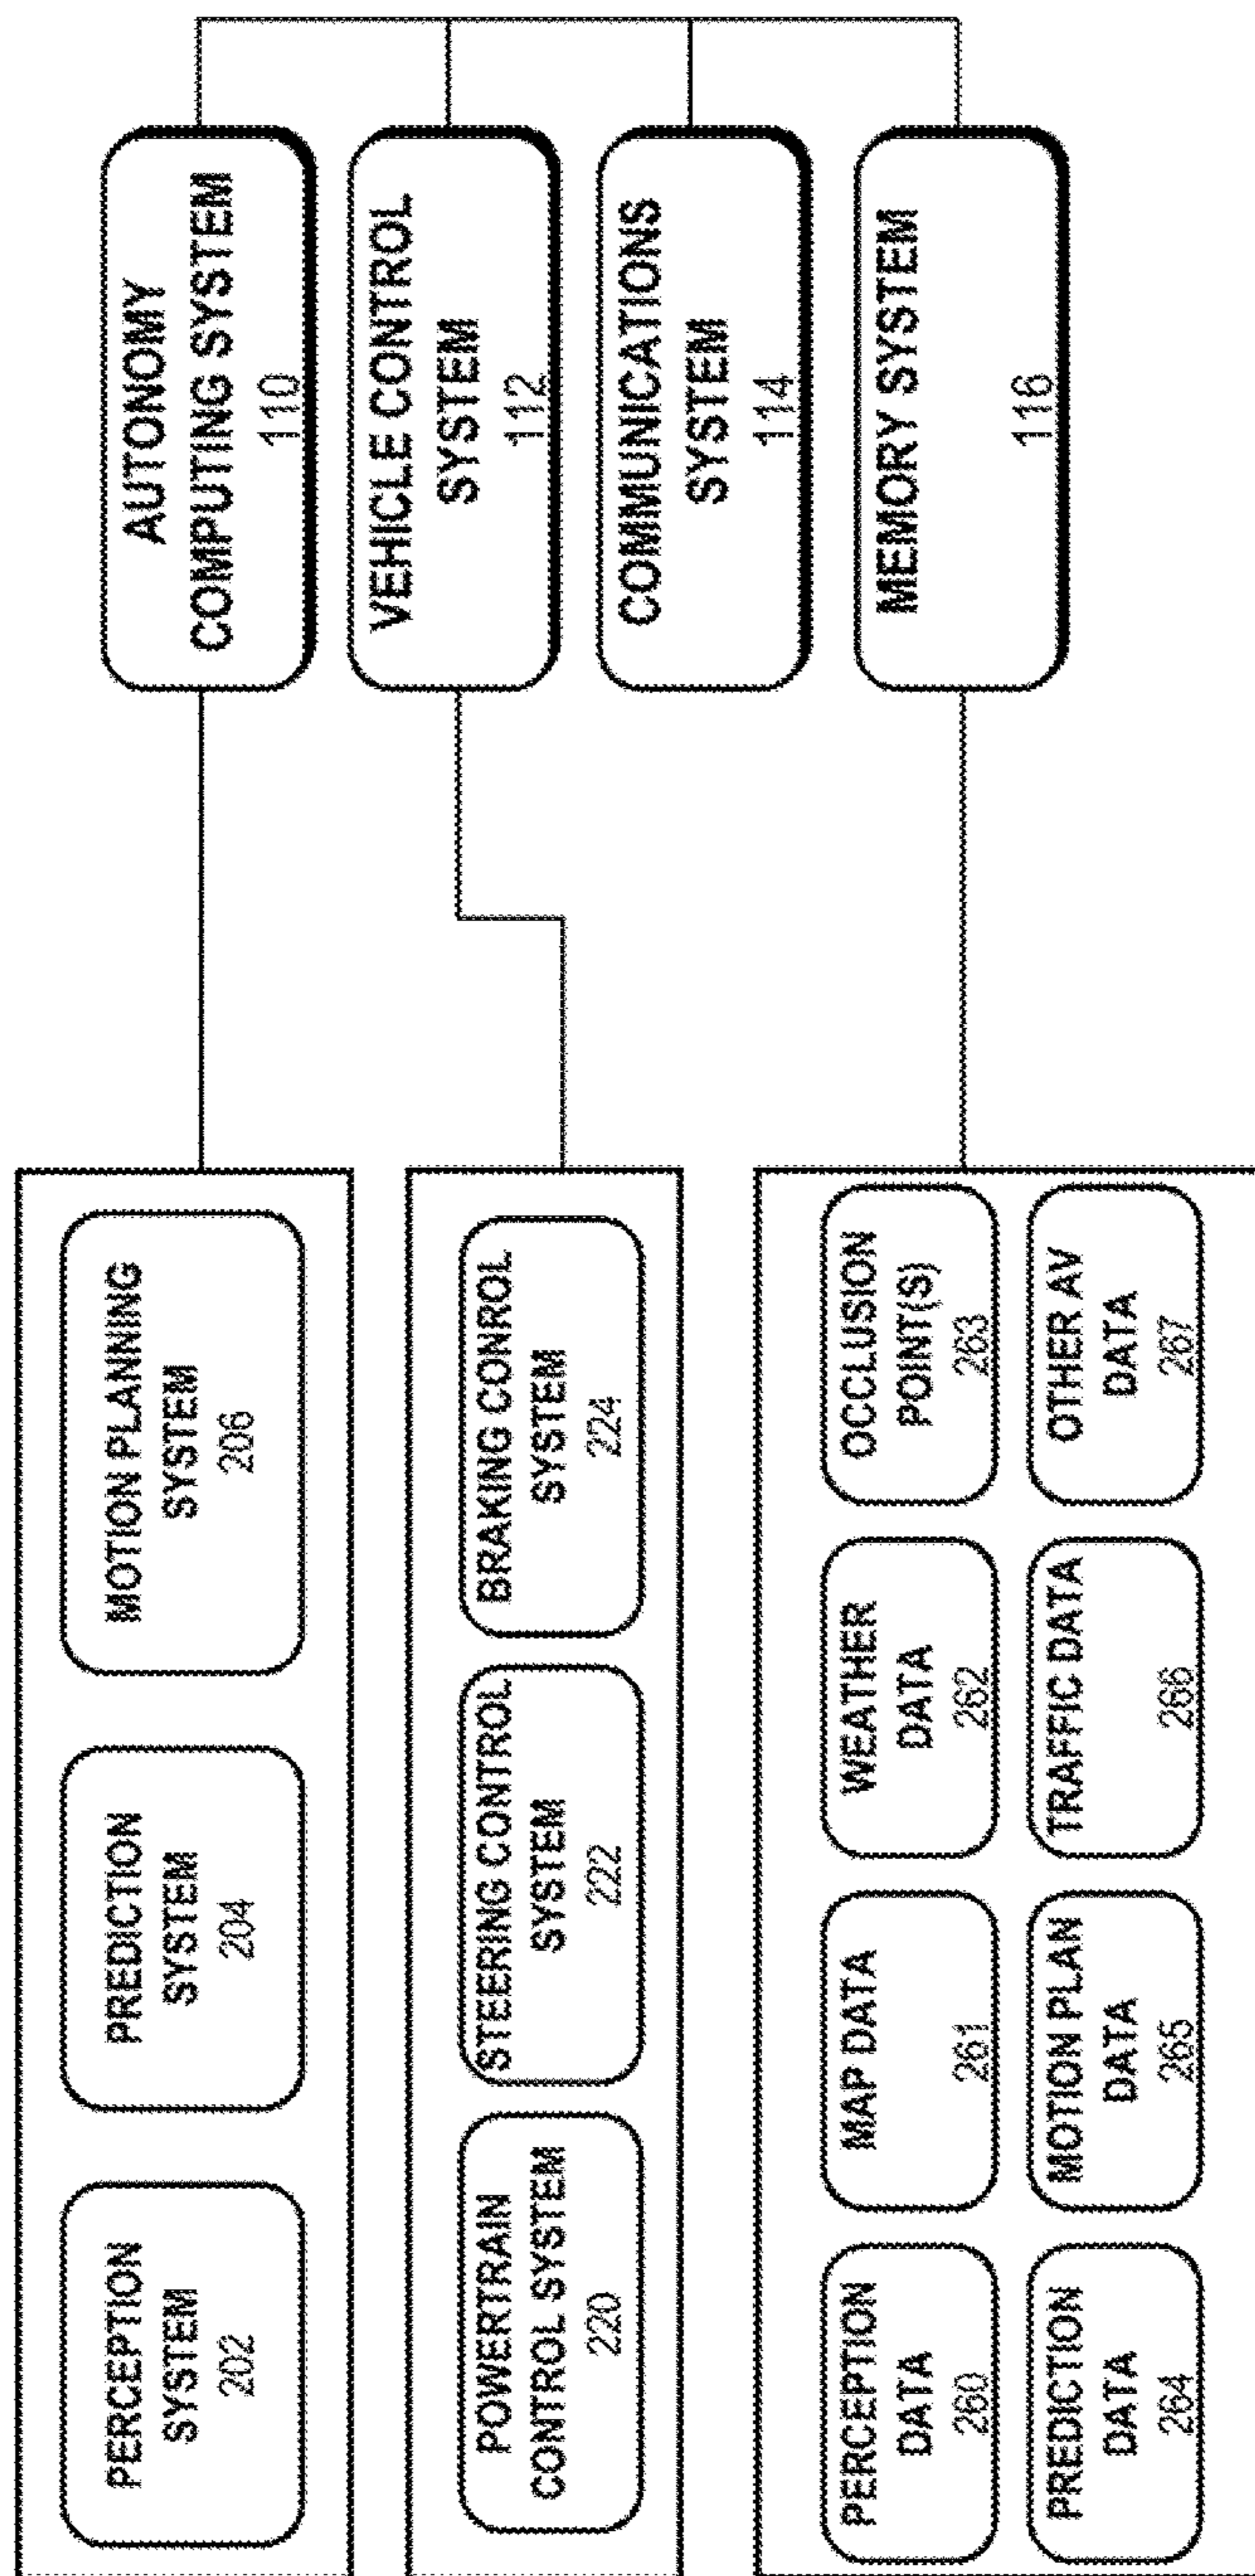 PERCEPTION
SYSTEM
202
PREDICTION
SYSTEM
204
MOTION PLANNING
SYSTEM
206
AUTONOMY
COMPUTING SYSTEM
110
POWERTRAIN
CONTROL SYSTEM
220
STEERING CONTROL
SYSTEM
222
BRAKING CONROL
SYSTEM
224
VEHICLE CONTROL
SYSTEM
112
COMMUNICATIONS
SYSTEM
114
PERCEPTION
DATA
260
MAP DATA
261
WEATHER
DATA
262
OCCLUSION
POINT(S)
263
PREDICTION
DATA
264
MOTION PLAN
DATA
265
TRAFFIC DATA
266
OTHER AV
DATA
267
MEMORY SYSTEM
116